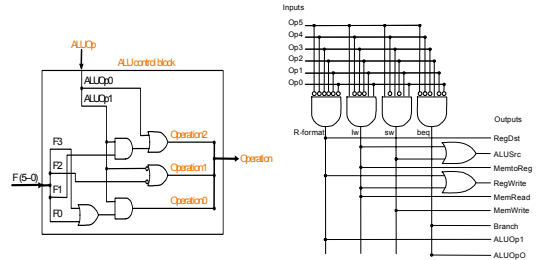 ALUOp
ALU control block
ALUOp0
ALUOp1
F3
F2
F (5–0)
F1
F0
Operation2
Operation1
Operation0
Operation
Inputs
Op5
Op4
Op3
Op2
Op1
Op0
R-format
lw
sw
beq
Outputs
RegDst
ALUSrc
MemtoReg
RegWrite
MemRead
MemWrite
Branch
ALUOp1
ALUOpO